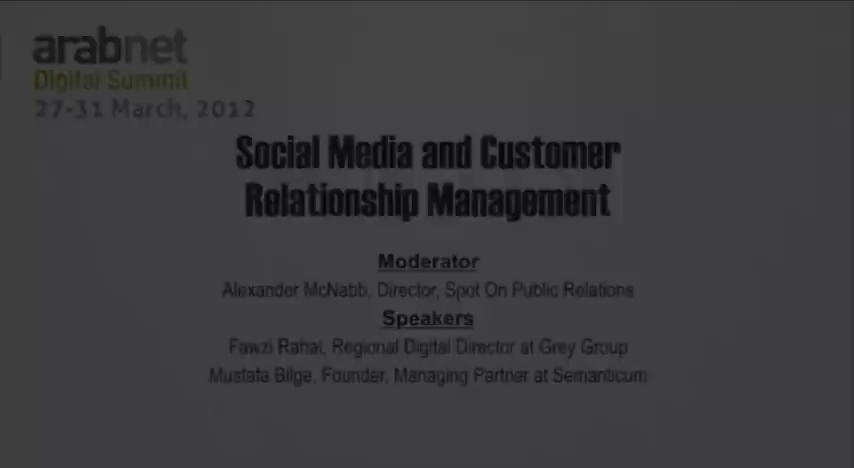 arabnet
Digital Summit
27-31 March, 2012
Social Media and Customer
Relationship Management
Moderator
Alexander McNabb, Director, Spot On Public Relations
Speakers
Fawzi Rahal, Regional Digital Director at Grey Group
Mustafa Bilge, Founder, Managing Partner at Semanticum